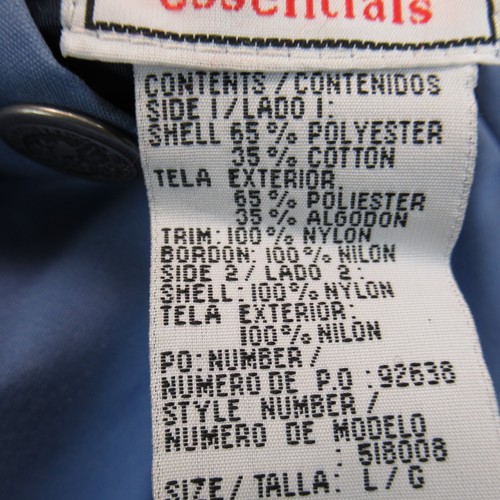 essentials
CONTENTS / CONTENIDOS
SIDE 1 / LADO 1:
SHELL 65% POLYESTER
35% COTTON
TELA EXTERIOR.
65% POLIESTER
35% ALGODON
TRIM: 100% NYLON
BORDON: 100% NILON
SIDE 2 / LADO 2:
SHELL: 100% NYLON
TELA EXTERIOR:
100% NILON
PO: NUMBER /
NUMERO DE P.O : 92638
STYLE NUMBER /
NUMERO DE MODELO
: 518008
SIZE / TALLA: L / G